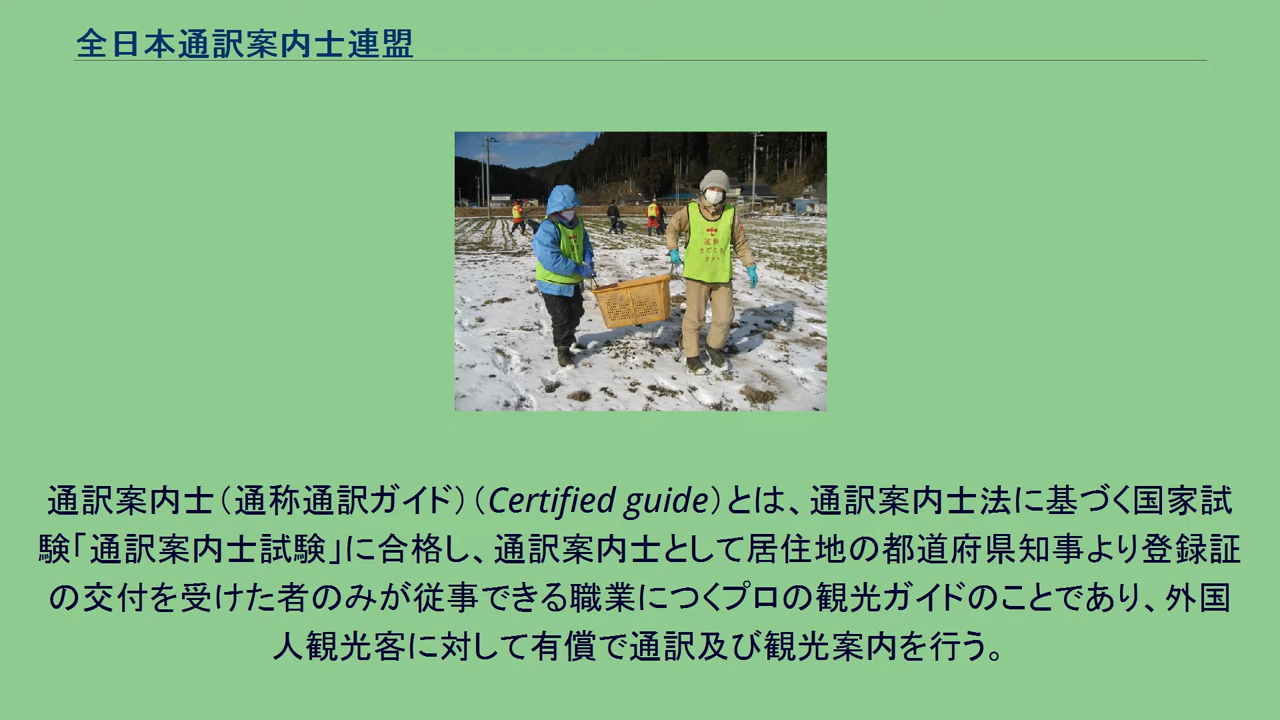 全日本通訳案内士連盟
通訳案内士（通称通訳ガイド）（Certified guide）とは、通訳案内士法に基づく国家試
験「通訳案内士試験」に合格し、通訳案内士として居住地の都道府県知事より登録証
の交付を受けた者のみが従事できる職業につくプロの観光ガイドのことであり、外国
人観光客に対して有償で通訳及び観光案内を行う。